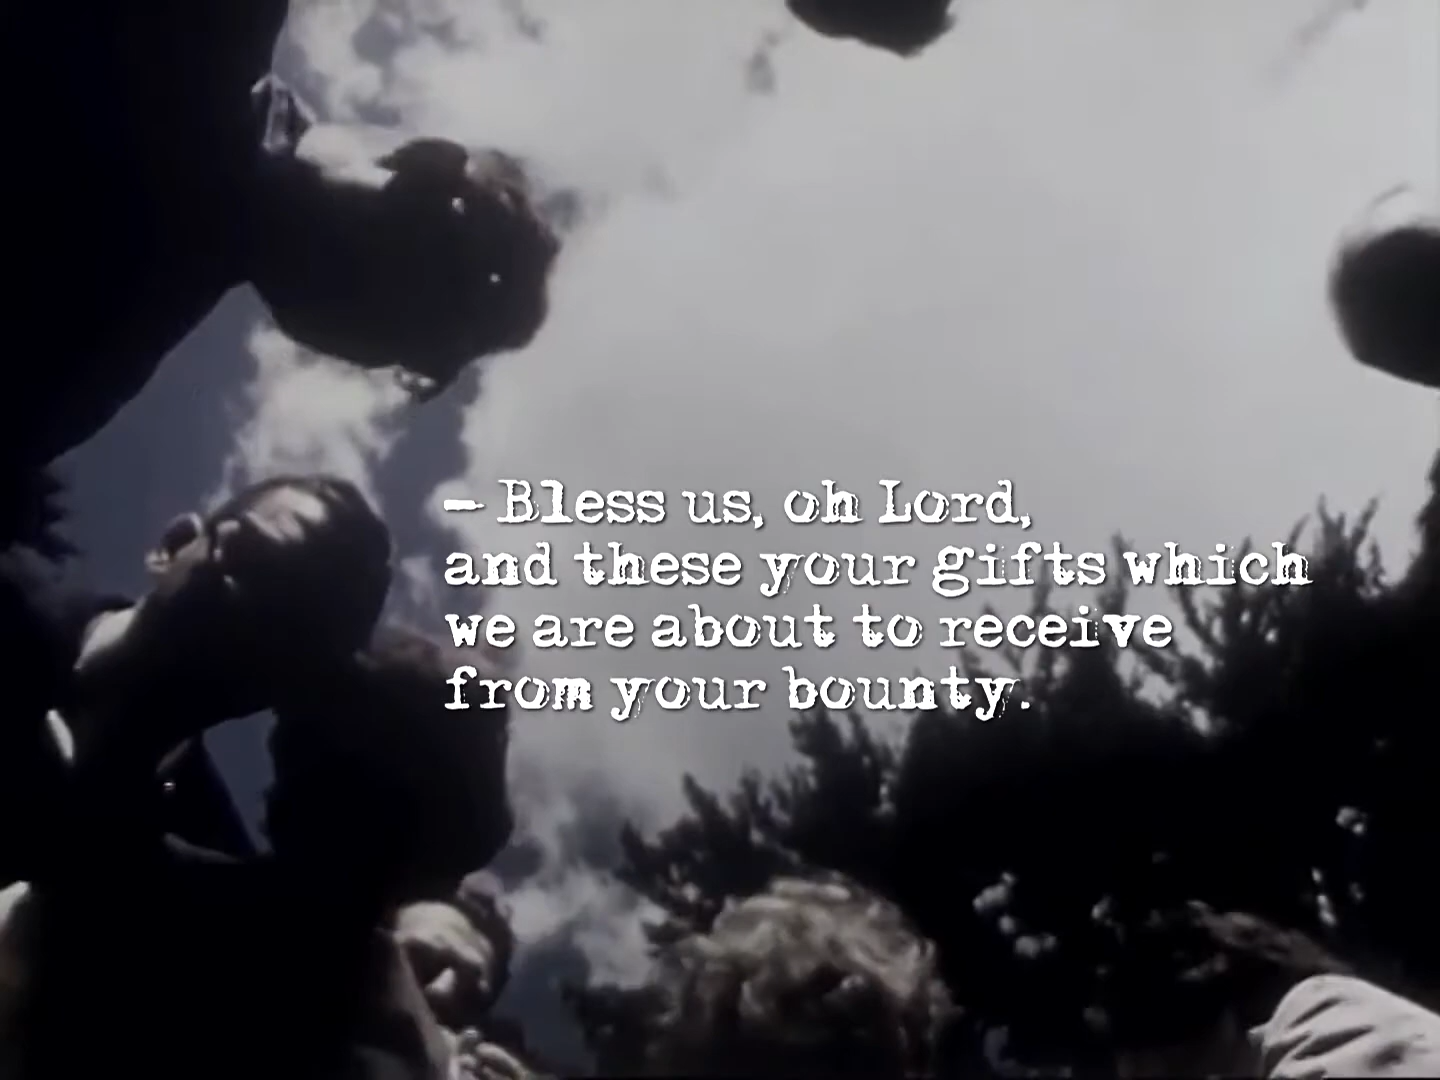 – Bless us, oh Lord,
and these your gifts which
we are about to receive
from your bounty.